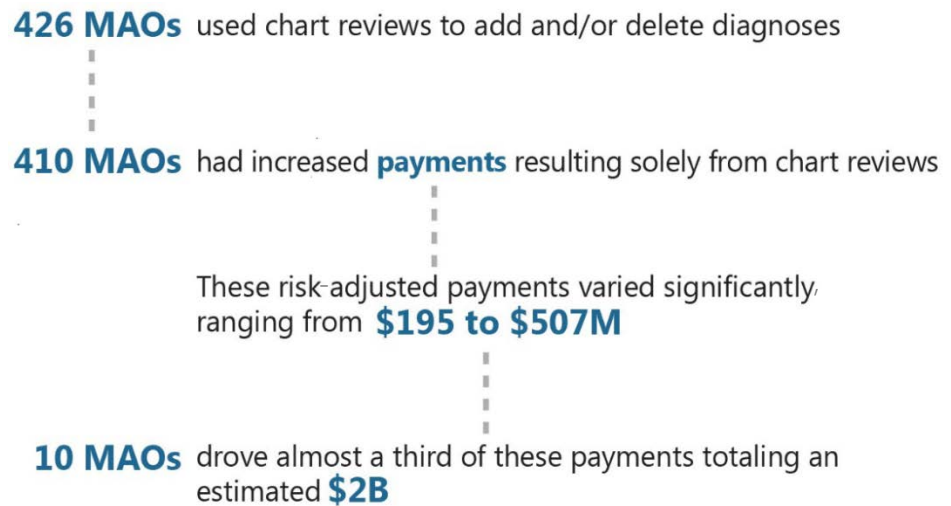 426 MAOs used chart reviews to add and/or delete diagnoses
410 MAOs had increased payments resulting solely from chart reviews
These risk-adjusted payments varied significantly,
ranging from $195 to $507M
10 MAOs drove almost a third of these payments totaling an
estimated $2B